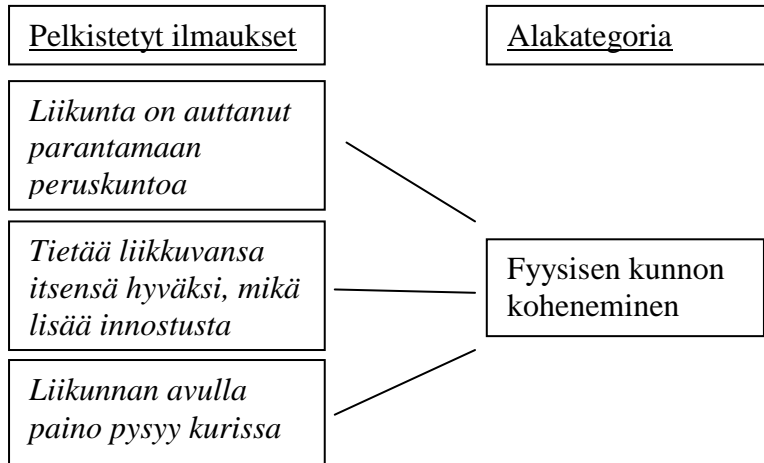 Pelkistetyt ilmaukset
Alakategoria
Liikunta on auttanut
parantamaan
peruskuntoa
Tietää liikkuvansa
itsensä hyväksi, mikä
lisää innostusta
Fyysisen kunnon
koheneminen
Liikunnan avulla
paino pysyy kurissa